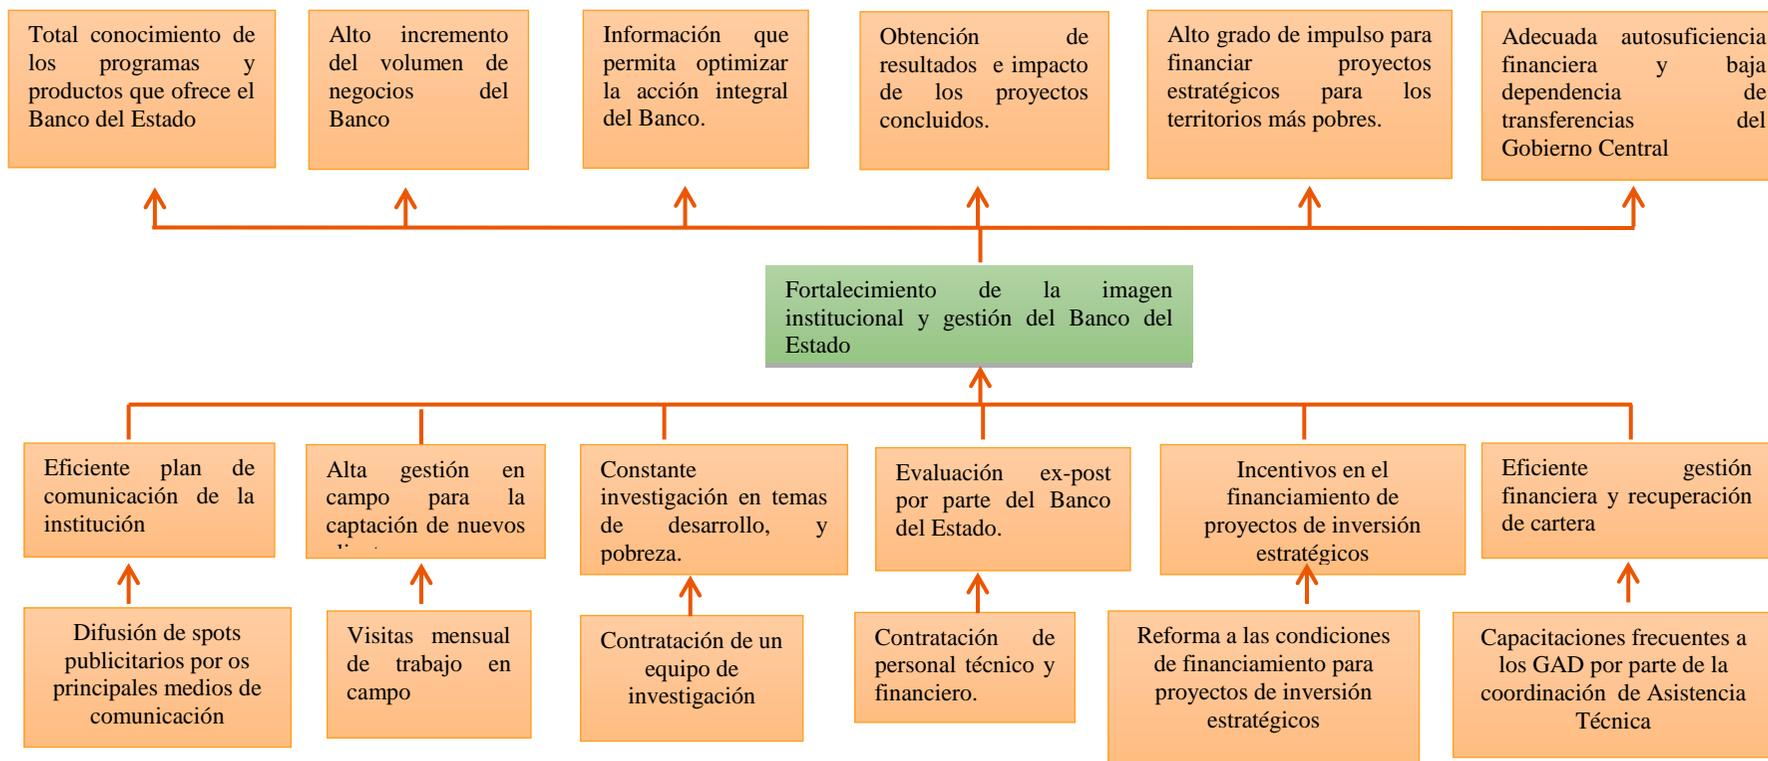 Total conocimiento de
los programas y
productos que ofrece el
Banco del Estado
Alto incremento
del volumen de
negocios del
Banco
Información que
permita optimizar
la acción integral
del Banco.
Obtención de
resultados e impacto
de los proyectos
concluidos.
Alto grado de impulso para
financiar proyectos
estratégicos para los
territorios más pobres.
Adecuada autosuficiencia
financiera y baja
dependencia de
transferencias del
Gobierno Central
Fortalecimiento de la imagen
institucional y gestión del Banco del
Estado
Eficiente plan de
comunicación de la
institución
Alta gestión en
campo para la
captación de nuevos
Constante
investigación en temas
de desarrollo, y
pobreza.
Evaluación ex-post
por parte del Banco
del Estado.
Incentivos en el
financiamiento de
proyectos de inversión
estratégicos
Eficiente gestión
financiera y recuperación
de cartera
Difusión de spots
publicitarios por os
principales medios de
comunicación
Visitas mensual
de trabajo en
campo
Contratación de un
equipo de
investigación
Contratación de
personal técnico y
financiero.
Reforma a las condiciones
de financiamiento para
proyectos de inversión
estratégicos
Capacitaciones frecuentes a
los GAD por parte de la
coordinación de Asistencia
Técnica